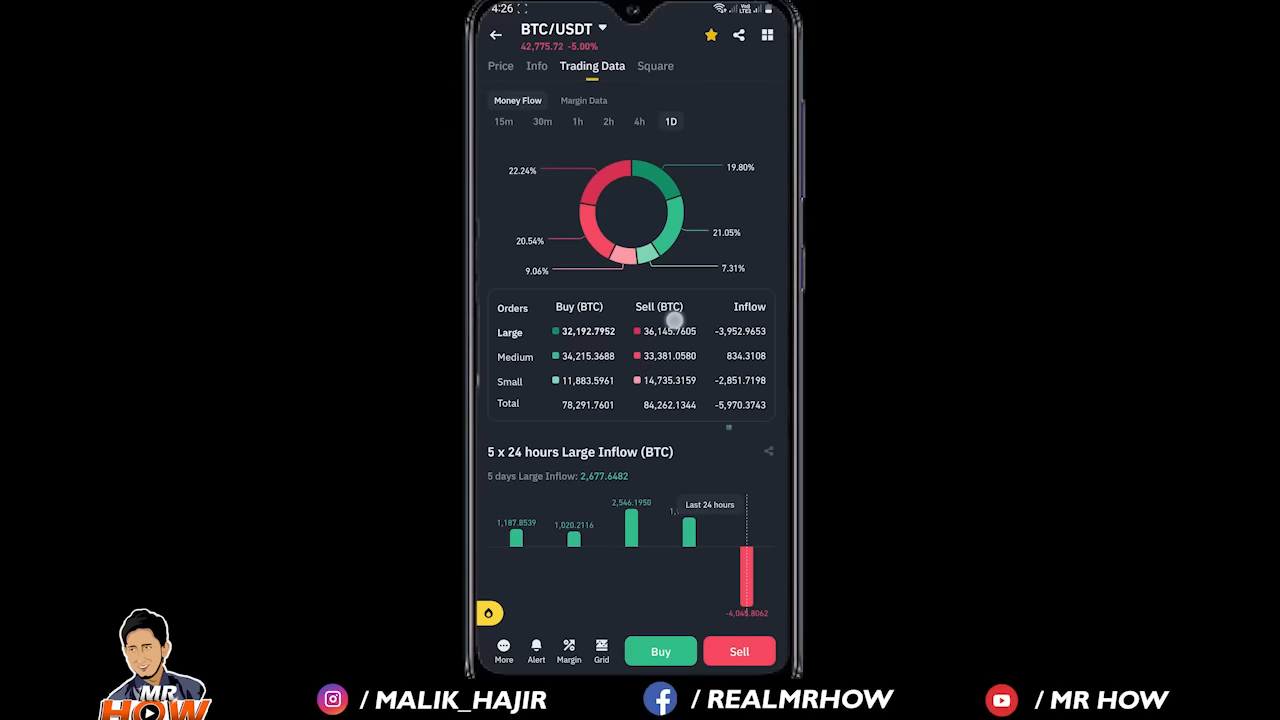 4:26
BTC/USDT
42,775.72 -5.00%
Price Info Trading Data Square
Money Flow Margin Data
15m 30m 1h 2h 4h 1D
22.24% 19.80%
20.54% 21.05%
9.06% 7.31%
Orders Buy (BTC) Sell (BTC) Inflow
Large 32,192.7952 36,145.7605 -3,952.9653
Medium 34,215.3688 33,381.0580 834.3108
Small 11,883.5961 14,735.3159 -2,851.7198
Total 78,291.7601 84,262.1344 -5,970.3743
5 x 24 hours Large Inflow (BTC)
5 days Large Inflow: 2,677.6482
2,546.1950 Last 24 hours
1,187.8539 1,020.2116
-4,045.8062
More Alert Margin Grid Buy Sell
MR HOW
/MALIK_HAJIR /REALMRHOW /MR HOW